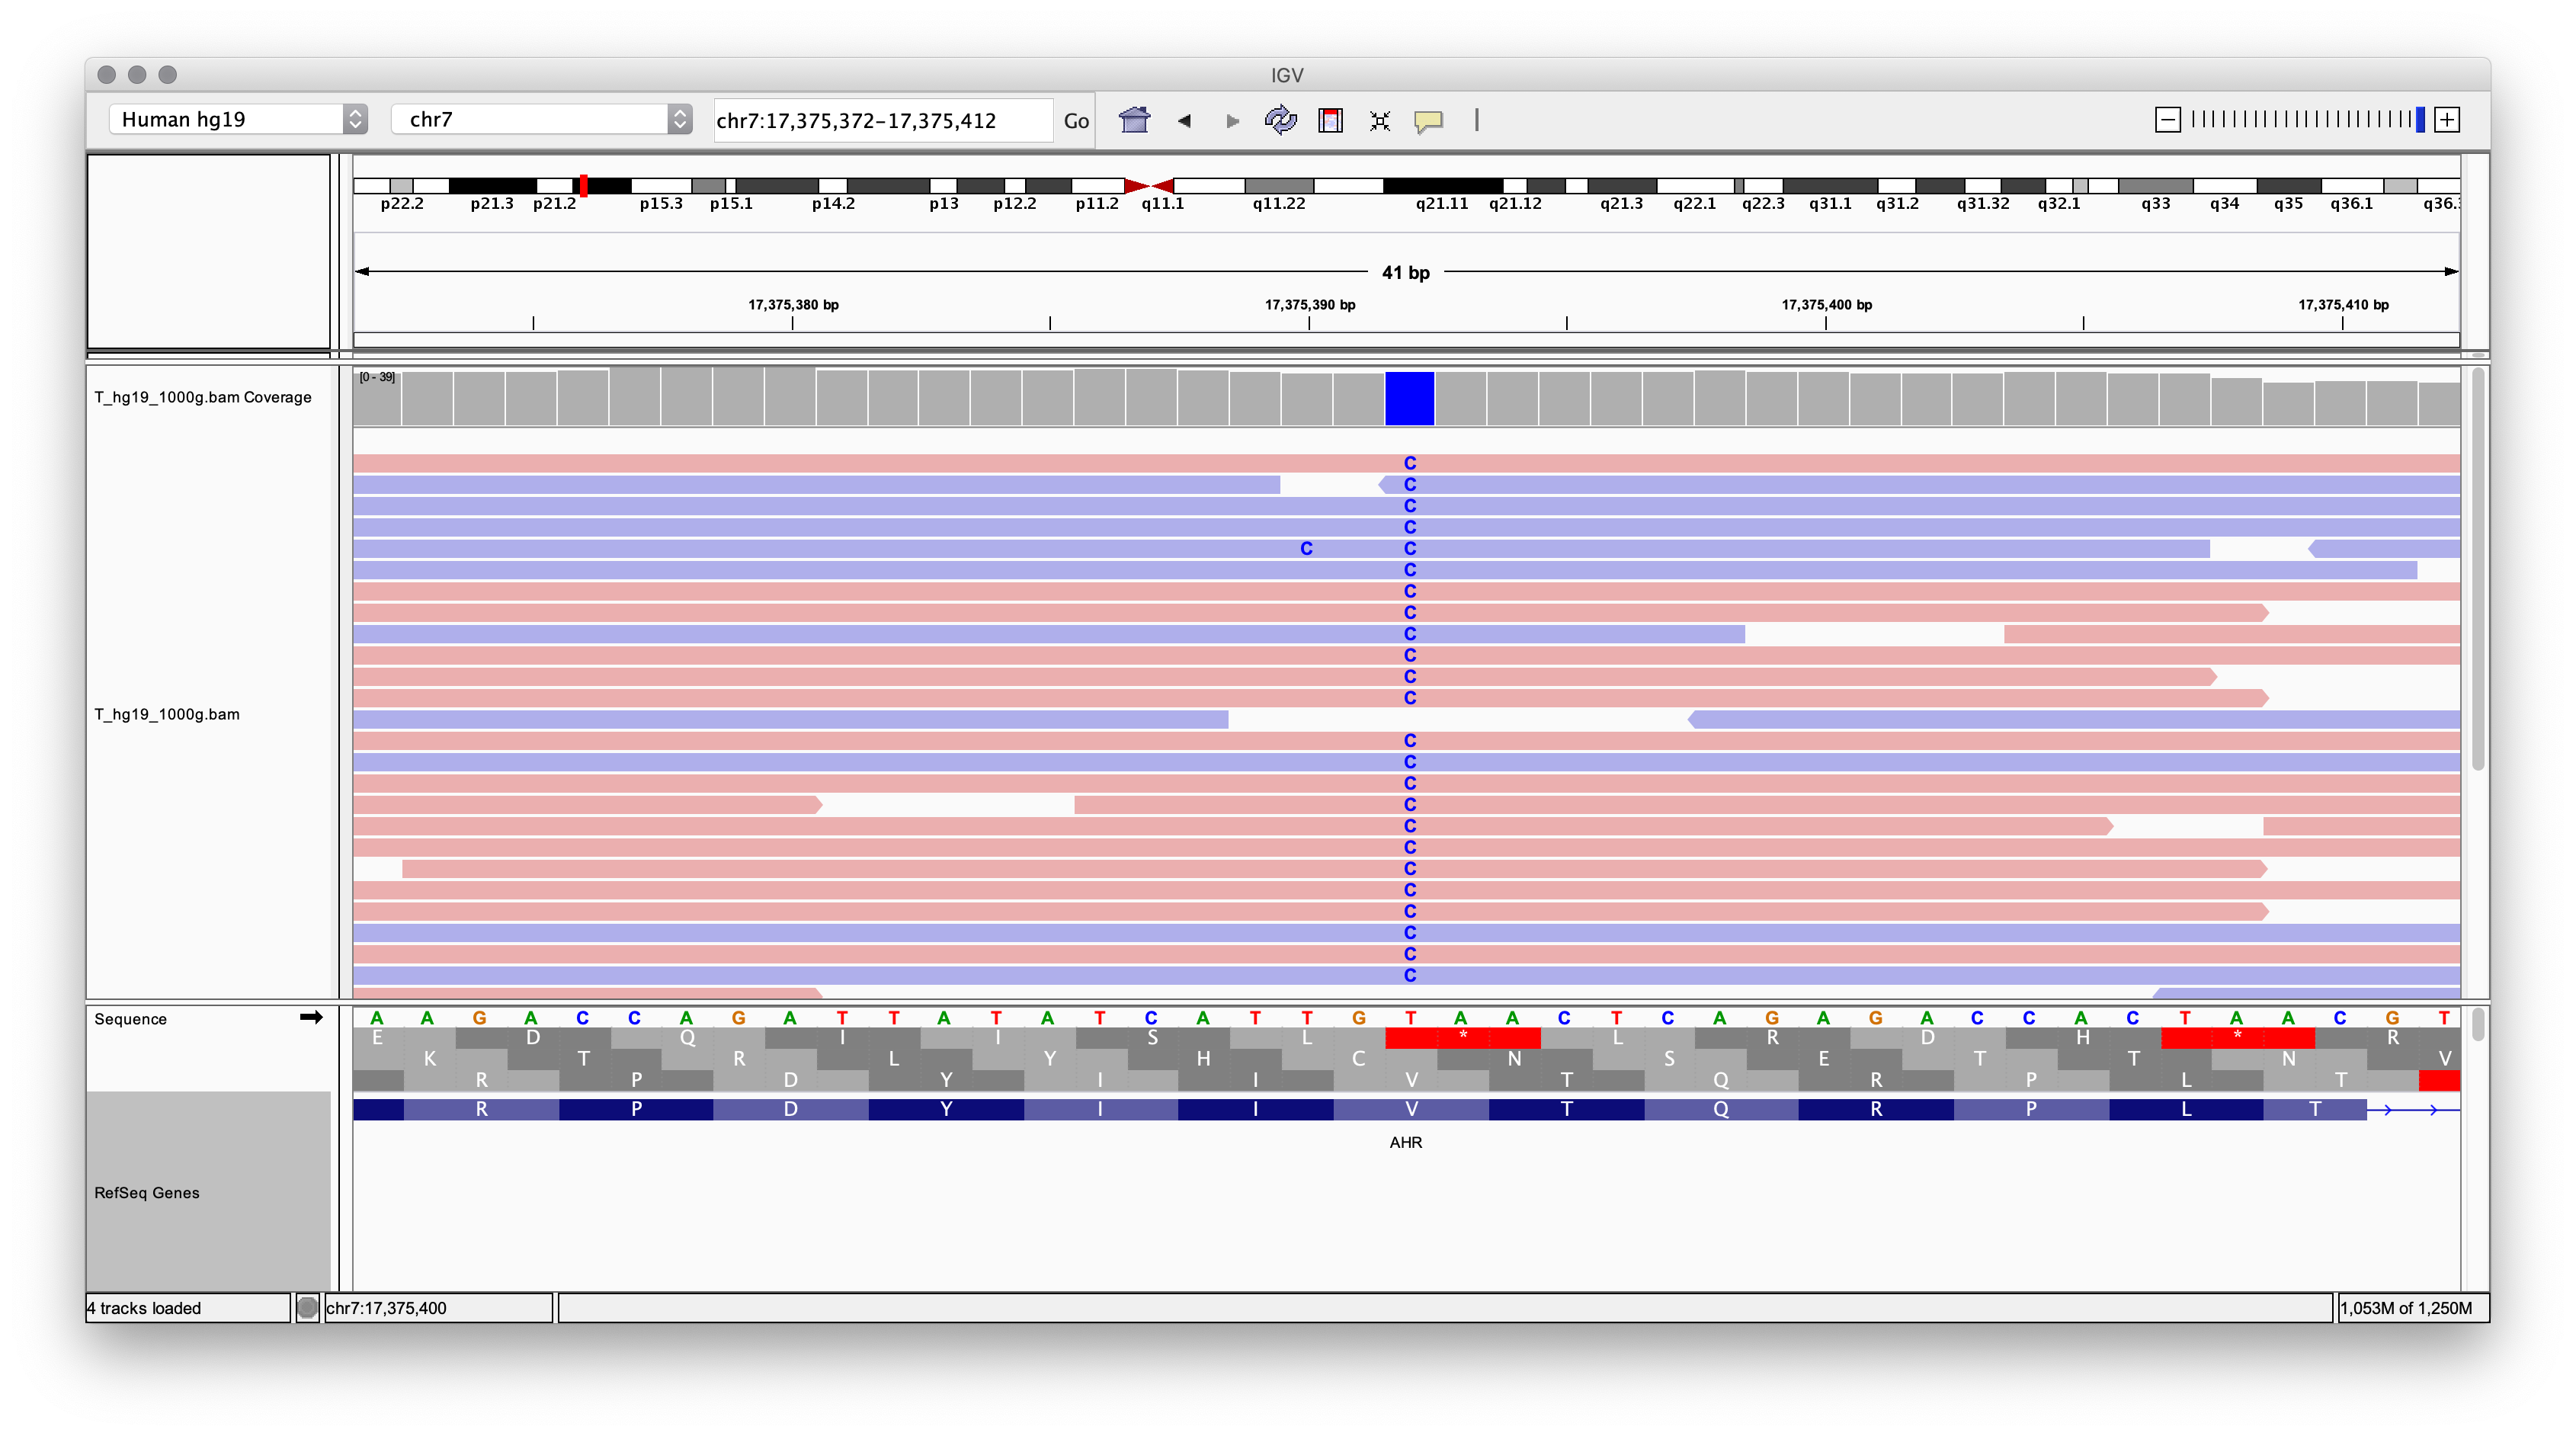 IGV
Human hg19 chr7 chr7:17,375,372-17,375,412 Go
p22.2 p21.3 p21.2 p15.3 p15.1 p14.2 p13 p12.2 p11.2 q11.1 q11.22 q21.11 q21.12 q21.3 q22.1 q22.3 q31.1 q31.2 q31.32 q32.1 q33 q34 q35 q36.1
41 bp
17,375,380 bp 17,375,390 bp 17,375,400 bp 17,375,410 bp
[0 - 39]
T_hg19_1000g.bam Coverage
C
C
C
C
C C
C
C
C
C
C
C
C
T_hg19_1000g.bam
C
C
C
C
C
C
C
C
C
C
C
C
Sequence A A G A C C A G A T T A T A T C A T T G T A A C T C A G A G A C C A C T A A C G T
E D Q I I S L * L R D H * R
K T R L Y H C N S E T T N V
R P D Y I I V T Q R P L T
R P D Y I I V T Q R P L T
AHR
RefSeq Genes
4 tracks loaded chr7:17,375,400 1,053M of 1,250M